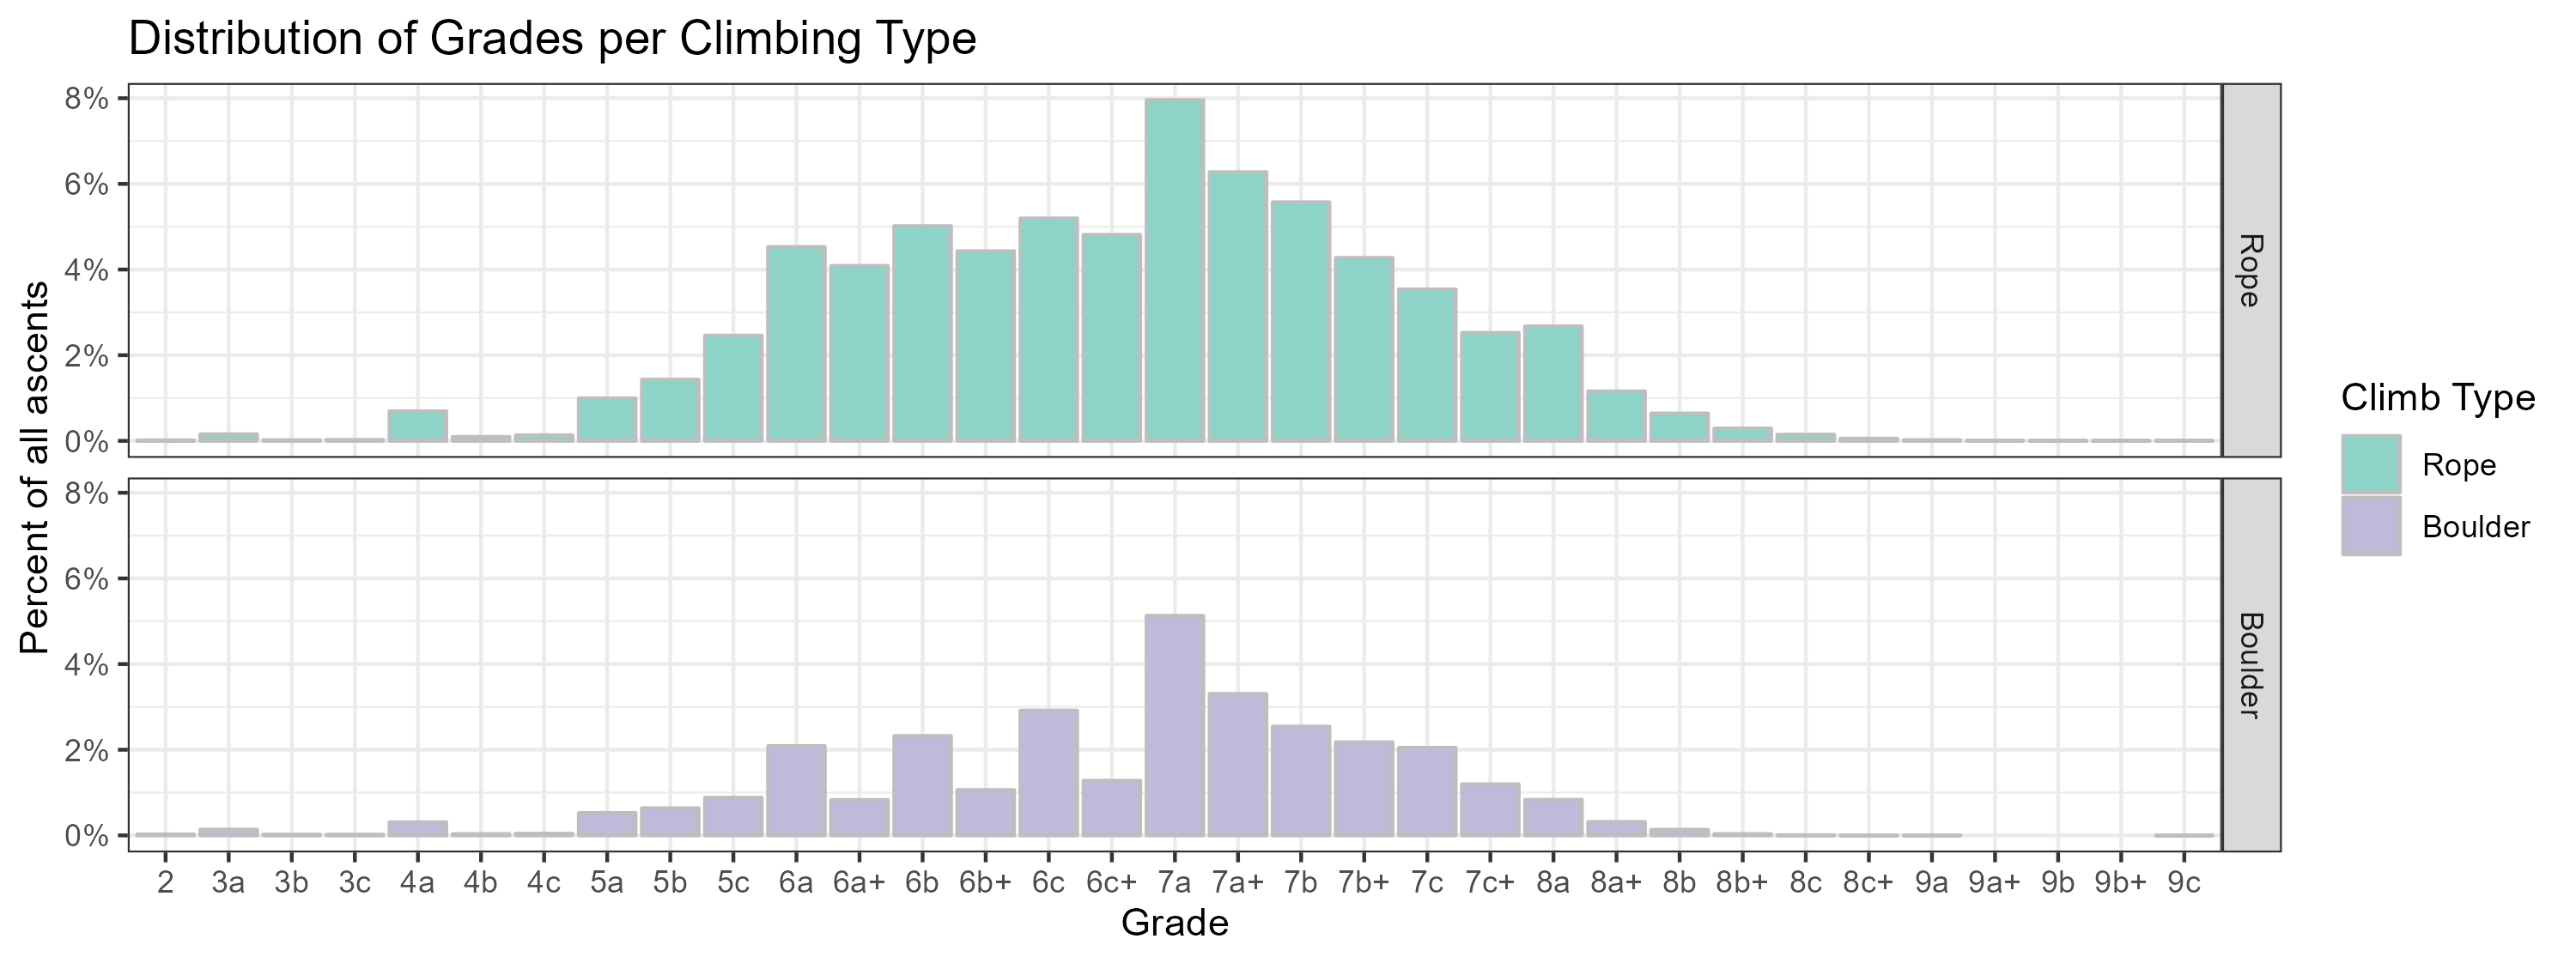 Distribution of Grades per Climbing Type
Percent of all ascents
8%
6%
4%
2%
0%
Rope
8%
6%
4%
2%
0%
Boulder
2 3a 3b 3c 4a 4b 4c 5a 5b 5c 6a 6a+ 6b 6b+ 6c 6c+ 7a 7a+ 7b 7b+ 7c 7c+ 8a 8a+ 8b 8b+ 8c 8c+ 9a 9a+ 9b 9b+ 9c
Grade
Climb Type
Rope
Boulder